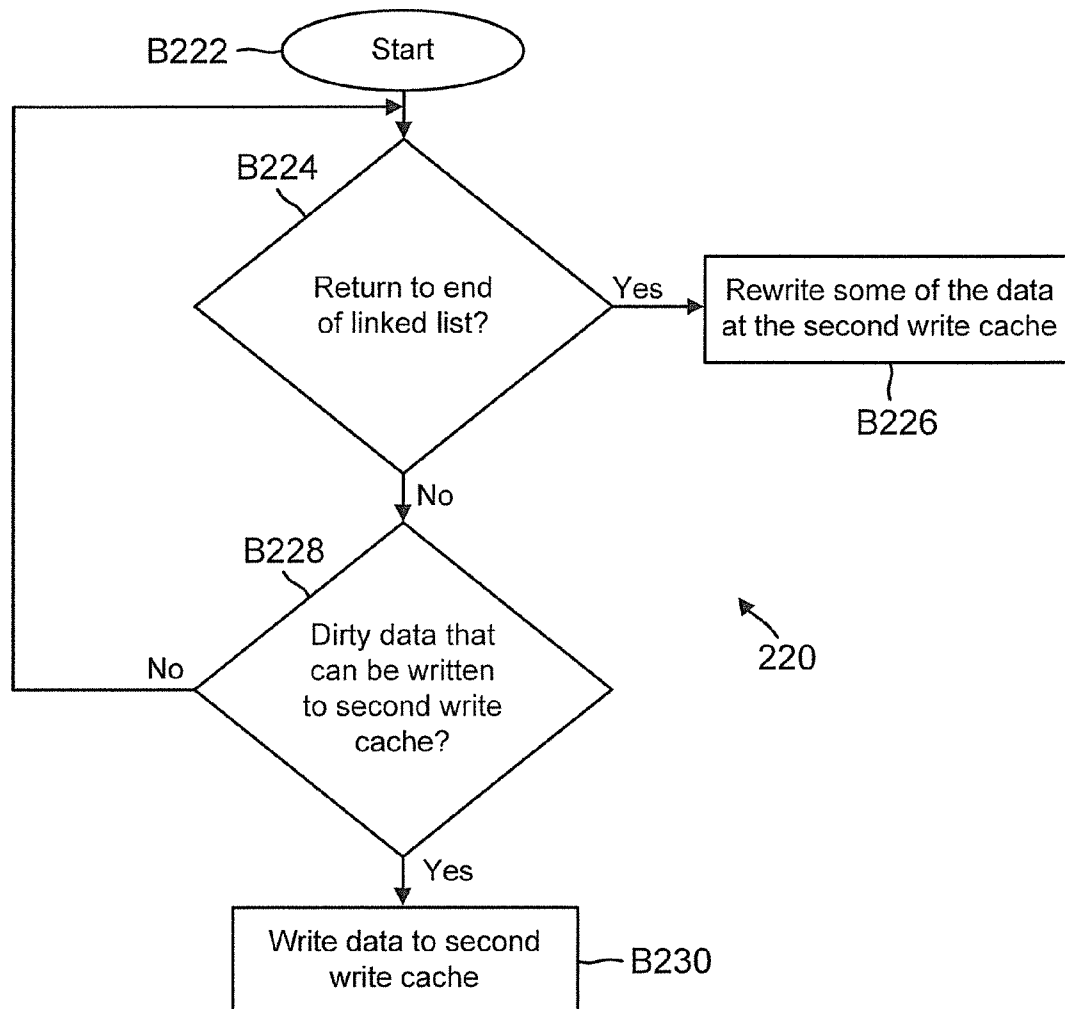 B222
Start
B224
Return to end
of linked list?
Yes
Rewrite some of the data
at the second write cache
B226
No
B228
Dirty data that
can be written
to second write
cache?
No
220
Yes
Write data to second
write cache
B230